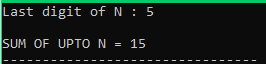 Last digit of N : 5
SUM OF UPTO N = 15
--------------------------------